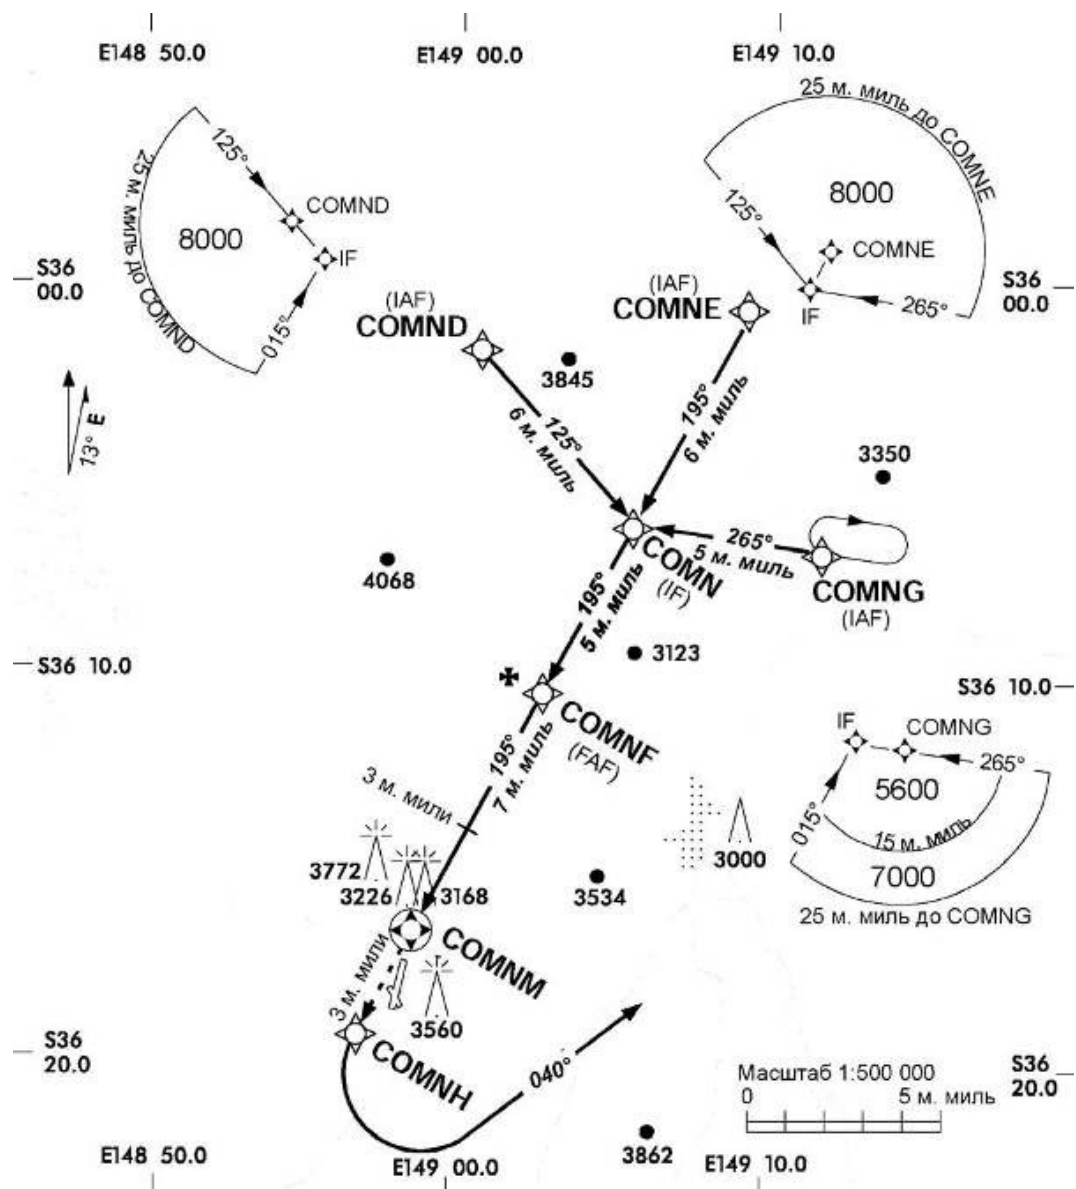 E148 50.0
E149 00.0
E149 10.0
25 м. миль до COMND
125°
COMND
8000
IF
015°
25 м. миль до COMNE
125°
8000
COMNE
IF
265°
S36
00.0
S36
00.0
(IAF)
COMND
(IAF)
COMNE
3845
13° E
125°
6 м. миль
195°
6 м. миль
3350
265°
5 м. миль
COMN
(IF)
COMNG
(IAF)
4068
195°
5 м. миль
3123
S36 10.0
S36 10.0
COMNF
(FAF)
195°
7 м. миль
3 м. мили
IF
COMNG
265°
5600
015°
15 м. миль
7000
25 м. миль до COMNG
3000
3772
3226
3168
3534
COMNM
3 м. мили
3560
S36
20.0
COMNH
040°
Масштаб 1:500 000
0
5 м. миль
S36
20.0
3862
E148 50.0
E149 00.0
E149 10.0